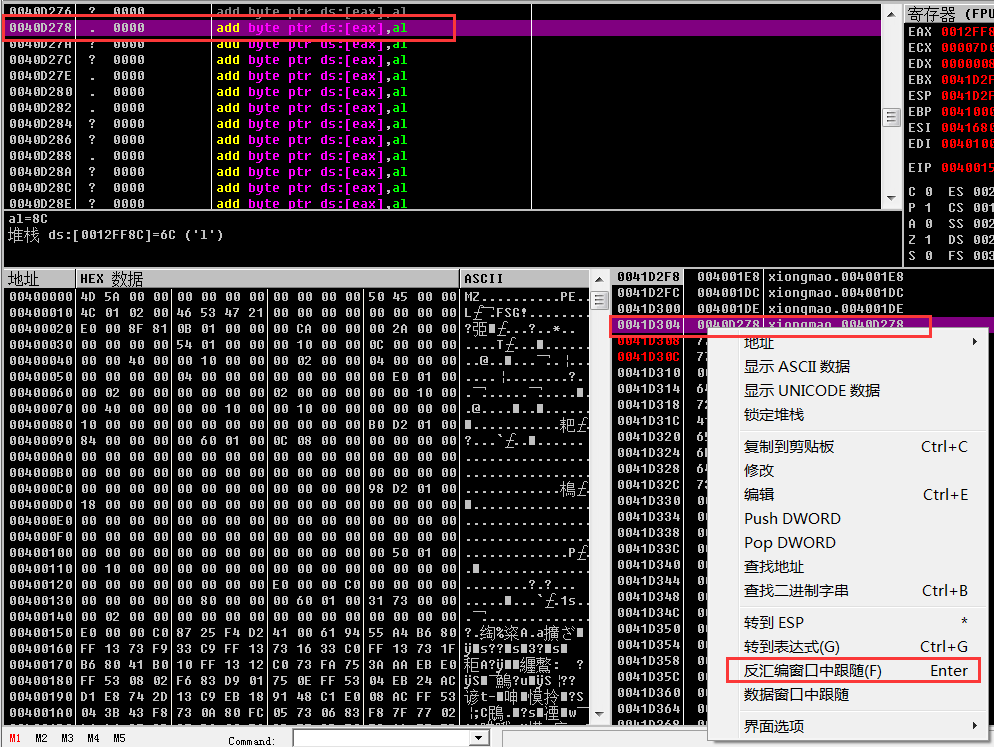 0040D276 ? 0000 add byte ptr ds:[eax],al
0040D278 . 0000 add byte ptr ds:[eax],al
0040D27A ? 0000 add byte ptr ds:[eax],al
0040D27C ? 0000 add byte ptr ds:[eax],al
0040D27E . 0000 add byte ptr ds:[eax],al
0040D280 . 0000 add byte ptr ds:[eax],al
0040D282 . 0000 add byte ptr ds:[eax],al
0040D284 ? 0000 add byte ptr ds:[eax],al
0040D286 ? 0000 add byte ptr ds:[eax],al
0040D288 . 0000 add byte ptr ds:[eax],al
0040D28A ? 0000 add byte ptr ds:[eax],al
0040D28C ? 0000 add byte ptr ds:[eax],al
0040D28E ? 0000 add byte ptr ds:[eax],al
寄存器 (FPU
EAX 0012FF8
ECX 00007D0
EDX 0000008
EBX 0041D2F
ESP 0041D2F
EBP 0041000
ESI 0041680
EDI 0040100
EIP 0040015
C 0 ES 002
P 1 CS 001
A 0 SS 002
Z 1 DS 002
S 0 FS 003
al=8C
堆栈 ds:[0012FF8C]=6C ('l')
地址 HEX 数据 ASCII
00400000 4D 5A 00 00 00 00 00 00 00 00 00 00 50 45 00 00 MZ..........PE..
00400010 4C 01 02 00 46 53 47 21 00 00 00 00 00 00 00 00
00400020 E0 00 8F 81 0B 01 00 00 00 CA 00 00 00 2A 00 00
00400030 00 00 00 00 54 01 00 00 00 10 00 00 0C 00 00 00
00400040 00 00 40 00 00 10 00 00 00 02 00 00 04 00 00 00
00400050 00 00 00 00 04 00 00 00 00 00 00 00 00 E0 01 00
00400060 00 02 00 00 00 00 00 00 02 00 00 00 00 00 10 00
00400070 00 40 00 00 00 10 00 00 10 00 00 00 00 00 00 00
00400080 10 00 00 00 00 00 00 00 00 00 00 00 B0 D2 01 00
00400090 84 00 00 00 00 60 01 00 0C 08 00 00 00 00 00 00
004000A0 00 00 00 00 00 00 00 00 00 00 00 00 00 00 00 00 ................
004000B0 00 00 00 00 00 00 00 00 00 00 00 00 00 00 00 00 ................
004000C0 00 00 00 00 00 00 00 00 00 00 00 00 98 D2 01 00
004000D0 18 00 00 00 00 00 00 00 00 00 00 00 00 00 00 00
004000E0 00 00 00 00 00 00 00 00 00 00 00 00 00 00 00 00 ................
004000F0 00 00 00 00 00 00 00 00 00 00 00 00 00 00 00 00 ................
00400100 00 00 00 00 00 00 00 00 00 00 00 00 00 50 01 00
00400110 00 10 00 00 00 00 00 00 00 00 00 00 00 00 00 00
00400120 00 00 00 00 00 00 00 00 E0 00 00 C0 00 00 00 00
00400130 00 00 00 00 00 80 00 00 00 60 01 00 31 73 00 00
00400140 00 02 00 00 00 00 00 00 00 00 00 00 00 00 00 00
00400150 E0 00 00 C0 87 25 F4 D2 41 00 61 94 55 A4 B6 80
00400160 FF 13 73 F9 33 C9 FF 13 73 16 33 C0 FF 13 73 1F
00400170 B6 80 41 B0 10 FF 13 12 C0 73 FA 75 3A AA EB E0
00400180 FF 53 08 02 F6 83 D9 01 75 0E FF 53 04 EB 24 AC
00400190 D1 E8 74 2D 13 C9 EB 18 91 48 C1 E0 08 AC FF 53
004001A0 04 3B 43 F8 73 0A 80 FC 05 73 06 83 F8 7F 77 02
0041D2F8 004001E8 xiongmao.004001E8
0041D2FC 004001DC xiongmao.004001DC
0041D300 004001DE xiongmao.004001DE
0041D304 0040D278 xiongmao.0040D278
0041D308
0041D30C
0041D310
0041D314
0041D318
0041D31C
0041D320
0041D324
0041D328
0041D32C
0041D330
0041D334
0041D338
0041D33C
0041D340
0041D344
0041D348
0041D34C
0041D350
0041D354
0041D358
0041D35C
0041D360
0041D364
0041D368
地址
显示 ASCII 数据
显示 UNICODE 数据
锁定堆栈
复制到剪贴板 Ctrl+C
修改
编辑 Ctrl+E
Push DWORD
Pop DWORD
查找地址
查找二进制字串 Ctrl+B
转到 ESP *
转到表达式(G) Ctrl+G
反汇编窗口中跟随(F) Enter
数据窗口中跟随
界面选项
M1 M2 M3 M4 M5 Command: